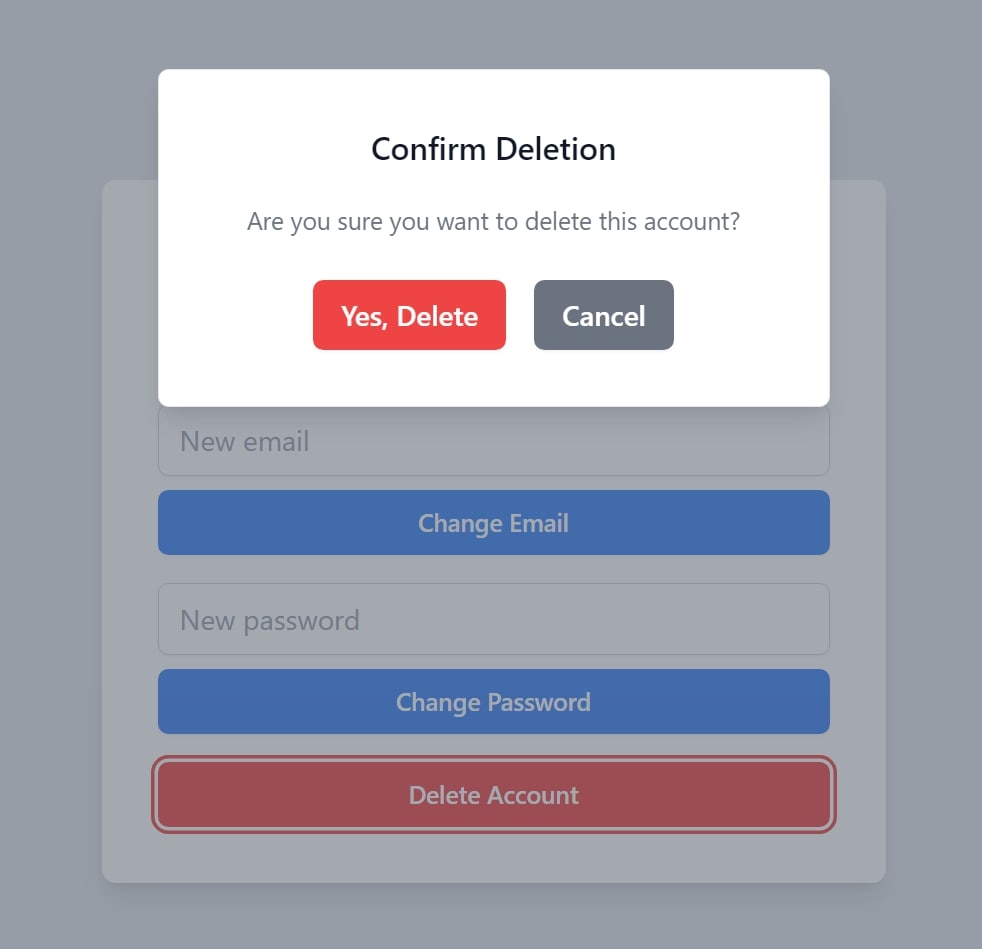 Confirm Deletion
Are you sure you want to delete this account?
Yes, Delete
Cancel
New email
Change Email
New password
Change Password
Delete Account